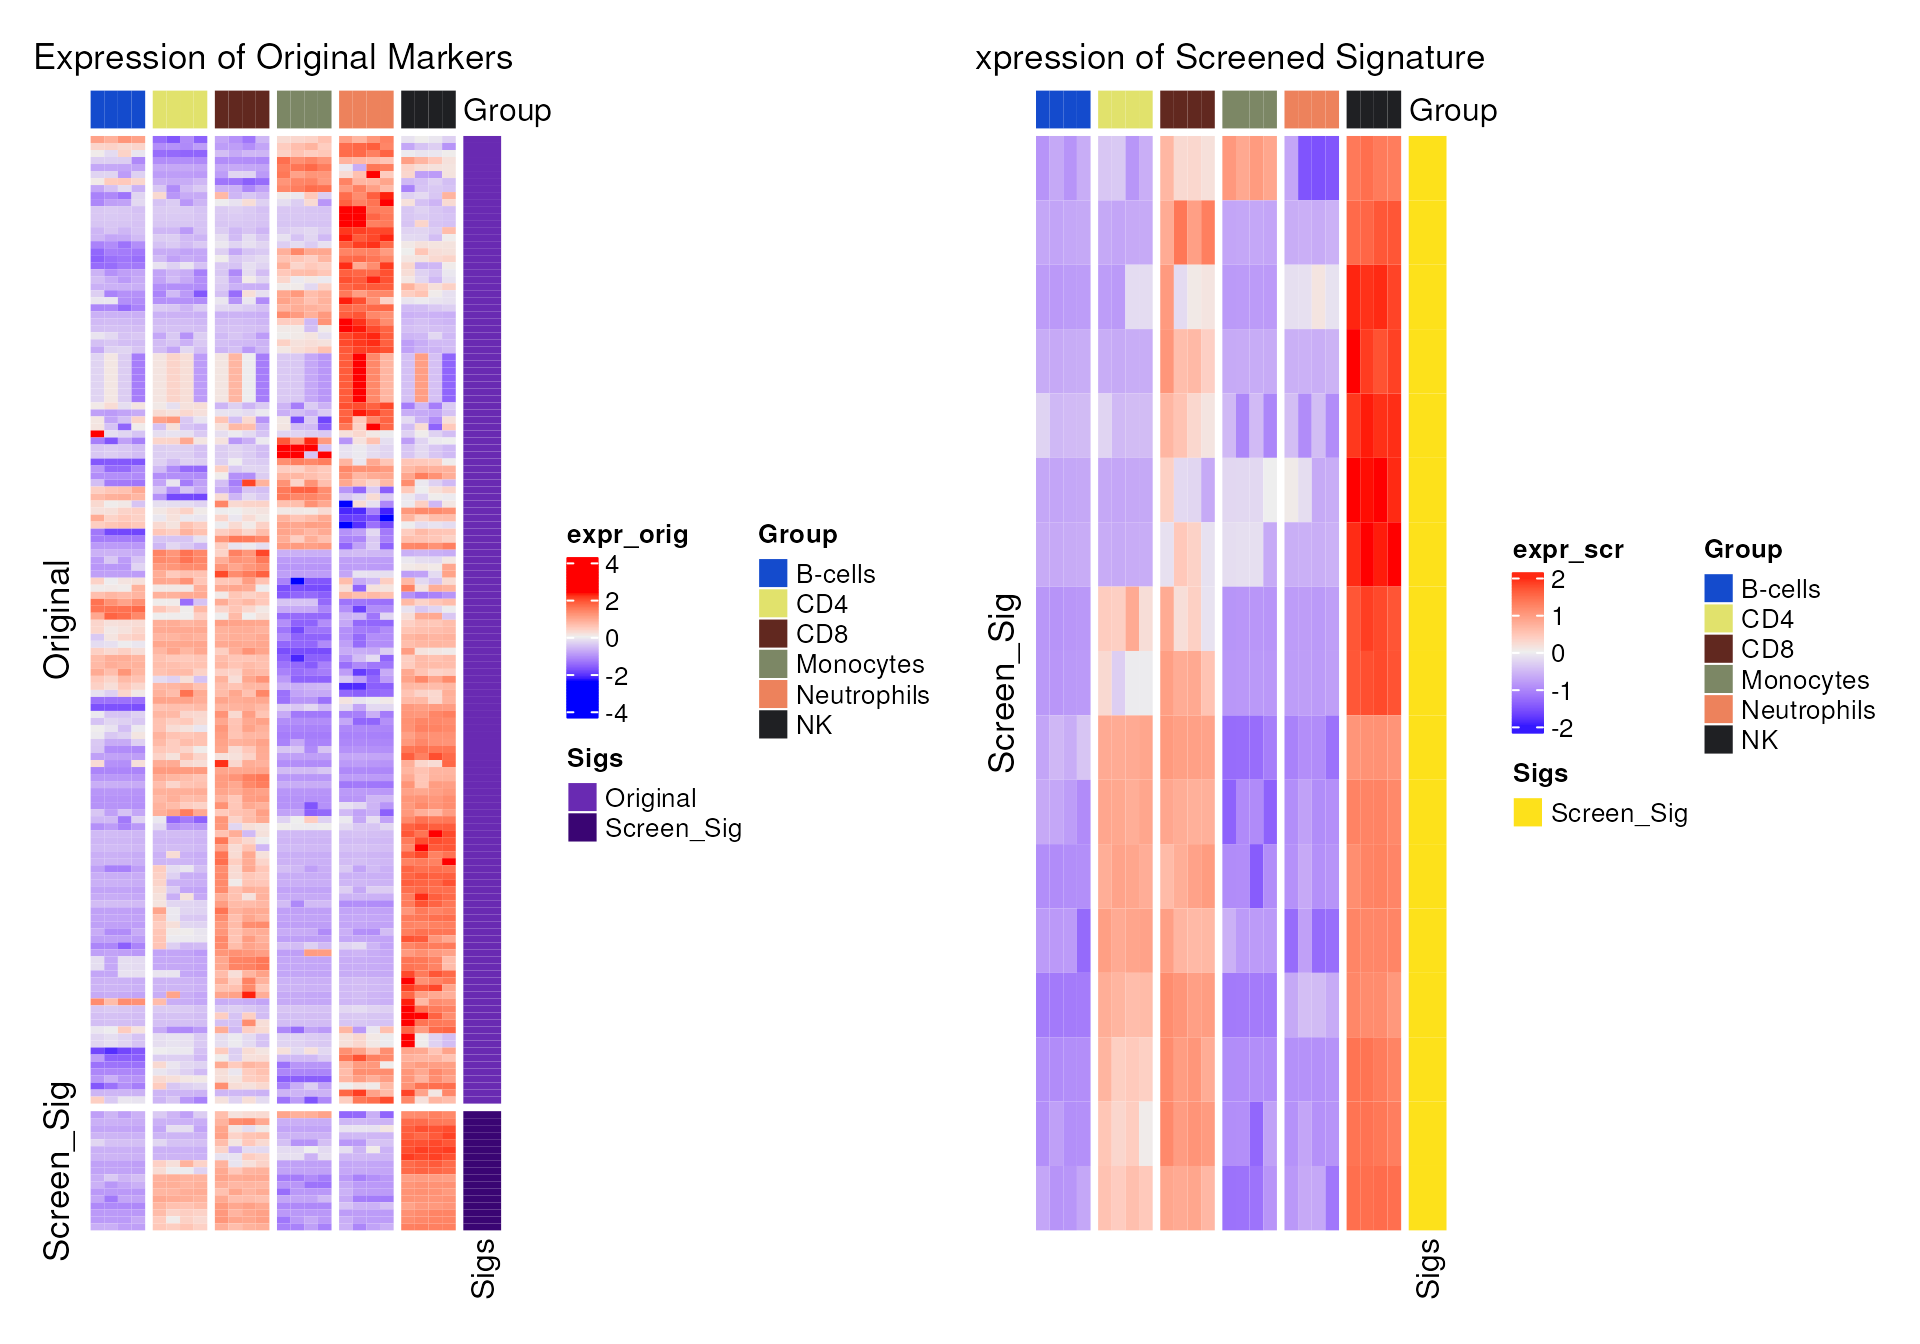 Expression of Original Markers
Group
Original
Screen_Sig
Sigs
expr_orig
4
2
0
-2
-4
Sigs
Original
Screen_Sig
Group
B-cells
CD4
CD8
Monocytes
Neutrophils
NK
xpression of Screened Signature
Group
Screen_Sig
Sigs
expr_scr
2
1
0
-1
-2
Sigs
Screen_Sig
Group
B-cells
CD4
CD8
Monocytes
Neutrophils
NK